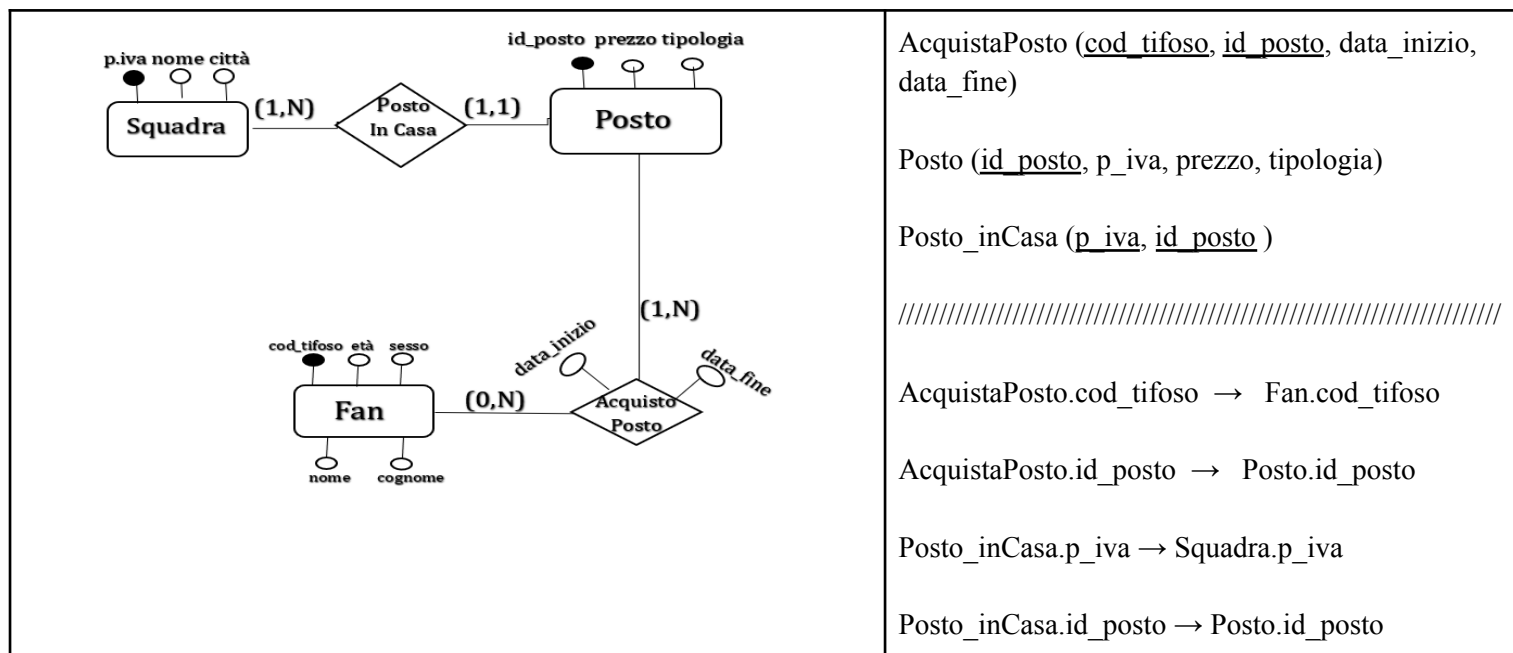 p.iva nome città
Squadra
(1,N)
Posto
In Casa
(1,1)
id_posto prezzo tipologia
Posto
(1,N)
data_inizio
data_fine
cod_tifoso età sesso
Fan
(0,N)
Acquisto
Posto
nome cognome
AcquistaPosto (cod_tifoso, id_posto, data_inizio,
data_fine)
Posto (id_posto, p_iva, prezzo, tipologia)
Posto_inCasa (p_iva, id_posto )
///////////////////////////////////////////////////////////////////////////
AcquistaPosto.cod_tifoso → Fan.cod_tifoso
AcquistaPosto.id_posto → Posto.id_posto
Posto_inCasa.p_iva → Squadra.p_iva
Posto_inCasa.id_posto → Posto.id_posto